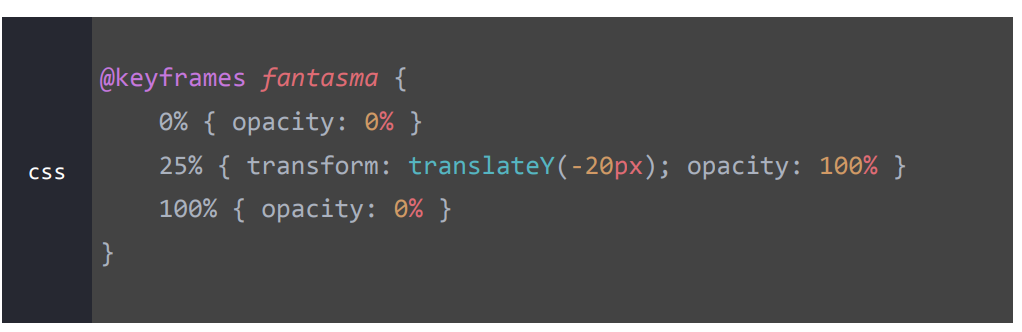 @keyframes fantasma {
0% { opacity: 0% }
25% { transform: translateY(-20px); opacity: 100% }
css
100% { opacity: 0% }
}